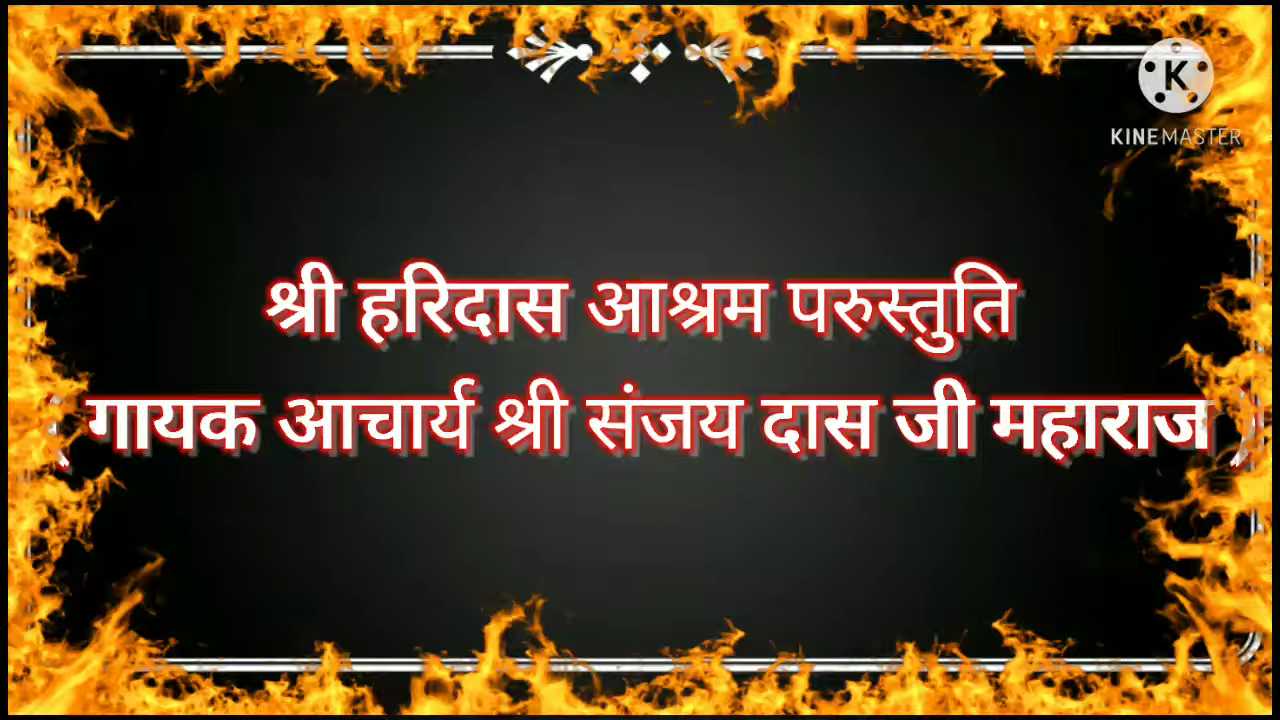 KINEMASTER
श्री हरिदास आश्रम परुस्तुति
गायक आचार्य श्री संजय दास जी महाराज